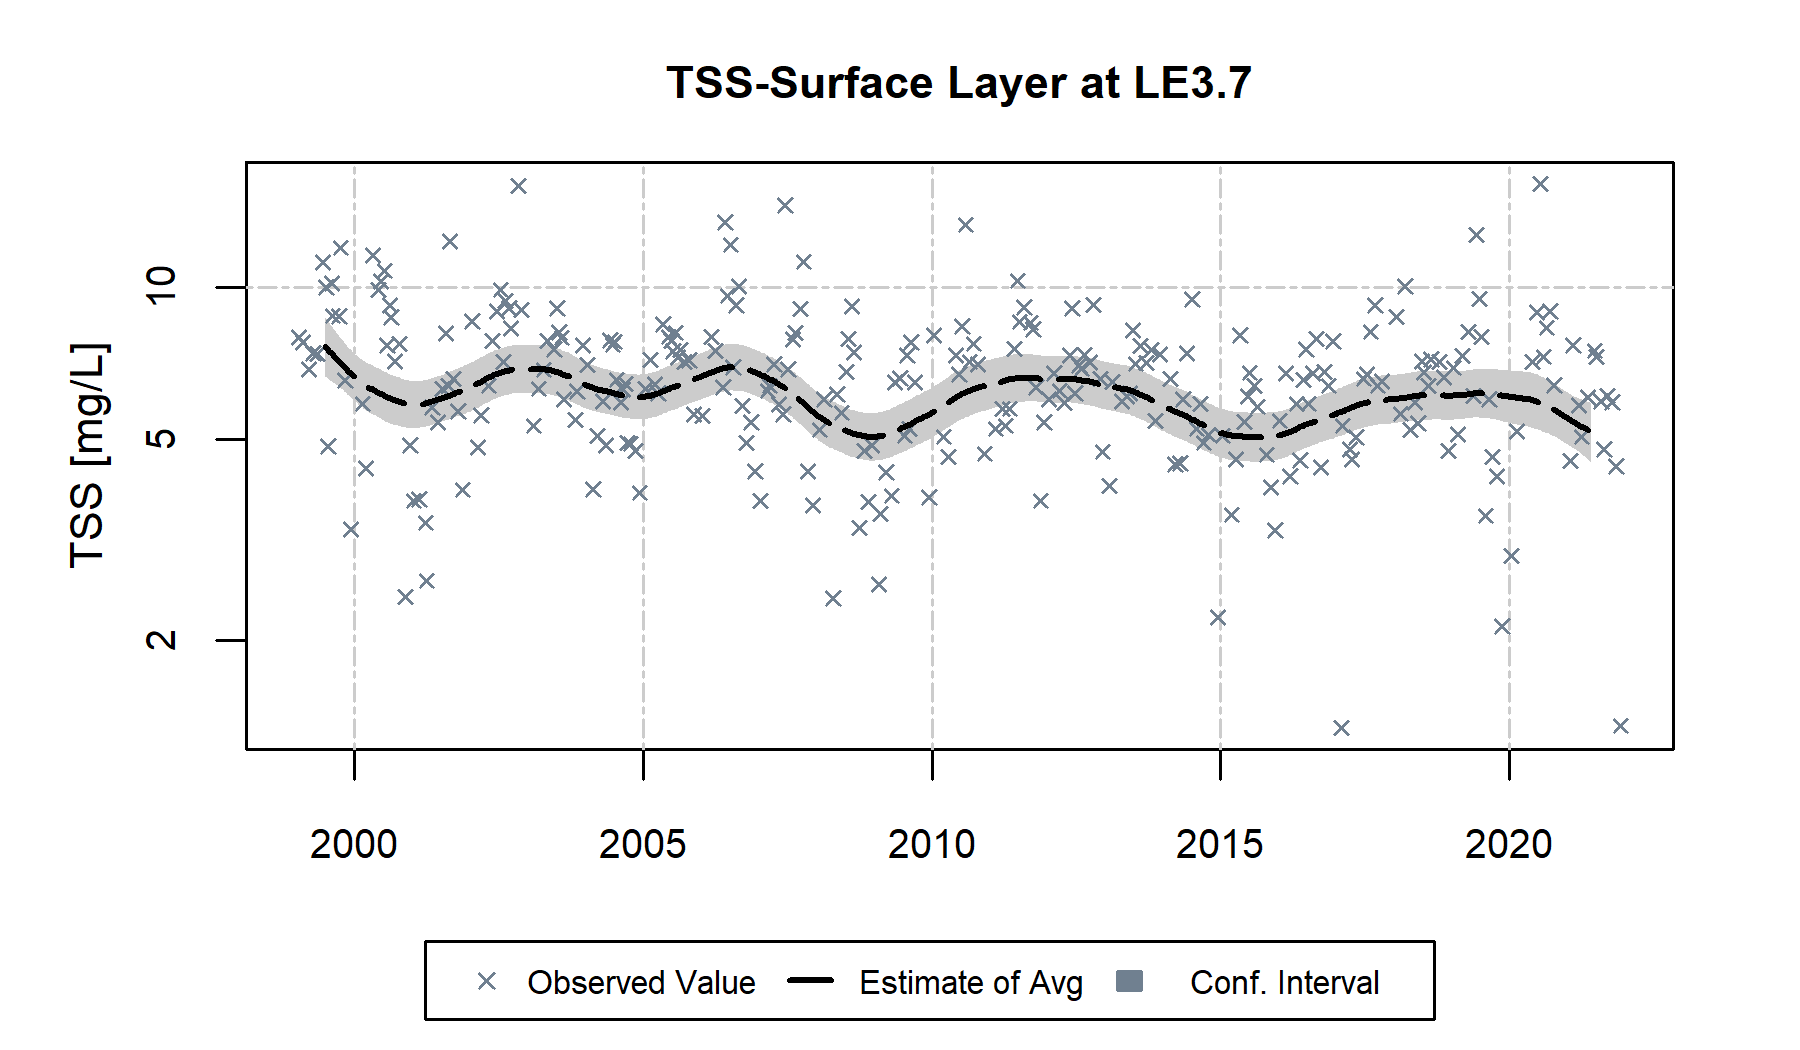 TSS-Surface Layer at LE3.7
TSS [mg/L]
10
5
2
2000 2005 2010 2015 2020
Observed Value Estimate of Avg Conf. Interval